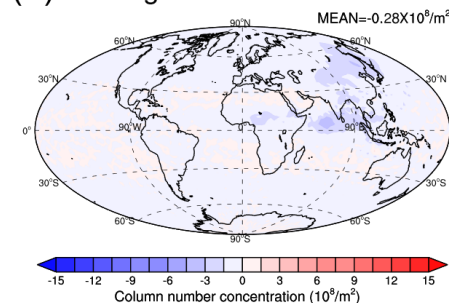 MEAN=-0.28X10⁸/m²
90°N
60°N 60°N
30°N 30°N
0° 90°W 0° 90°E
30°S 30°S
60°S 60°S
90°S
-15 -12 -9 -6 -3 0 3 6 9 12 15
Column number concentration (10⁸/m²)